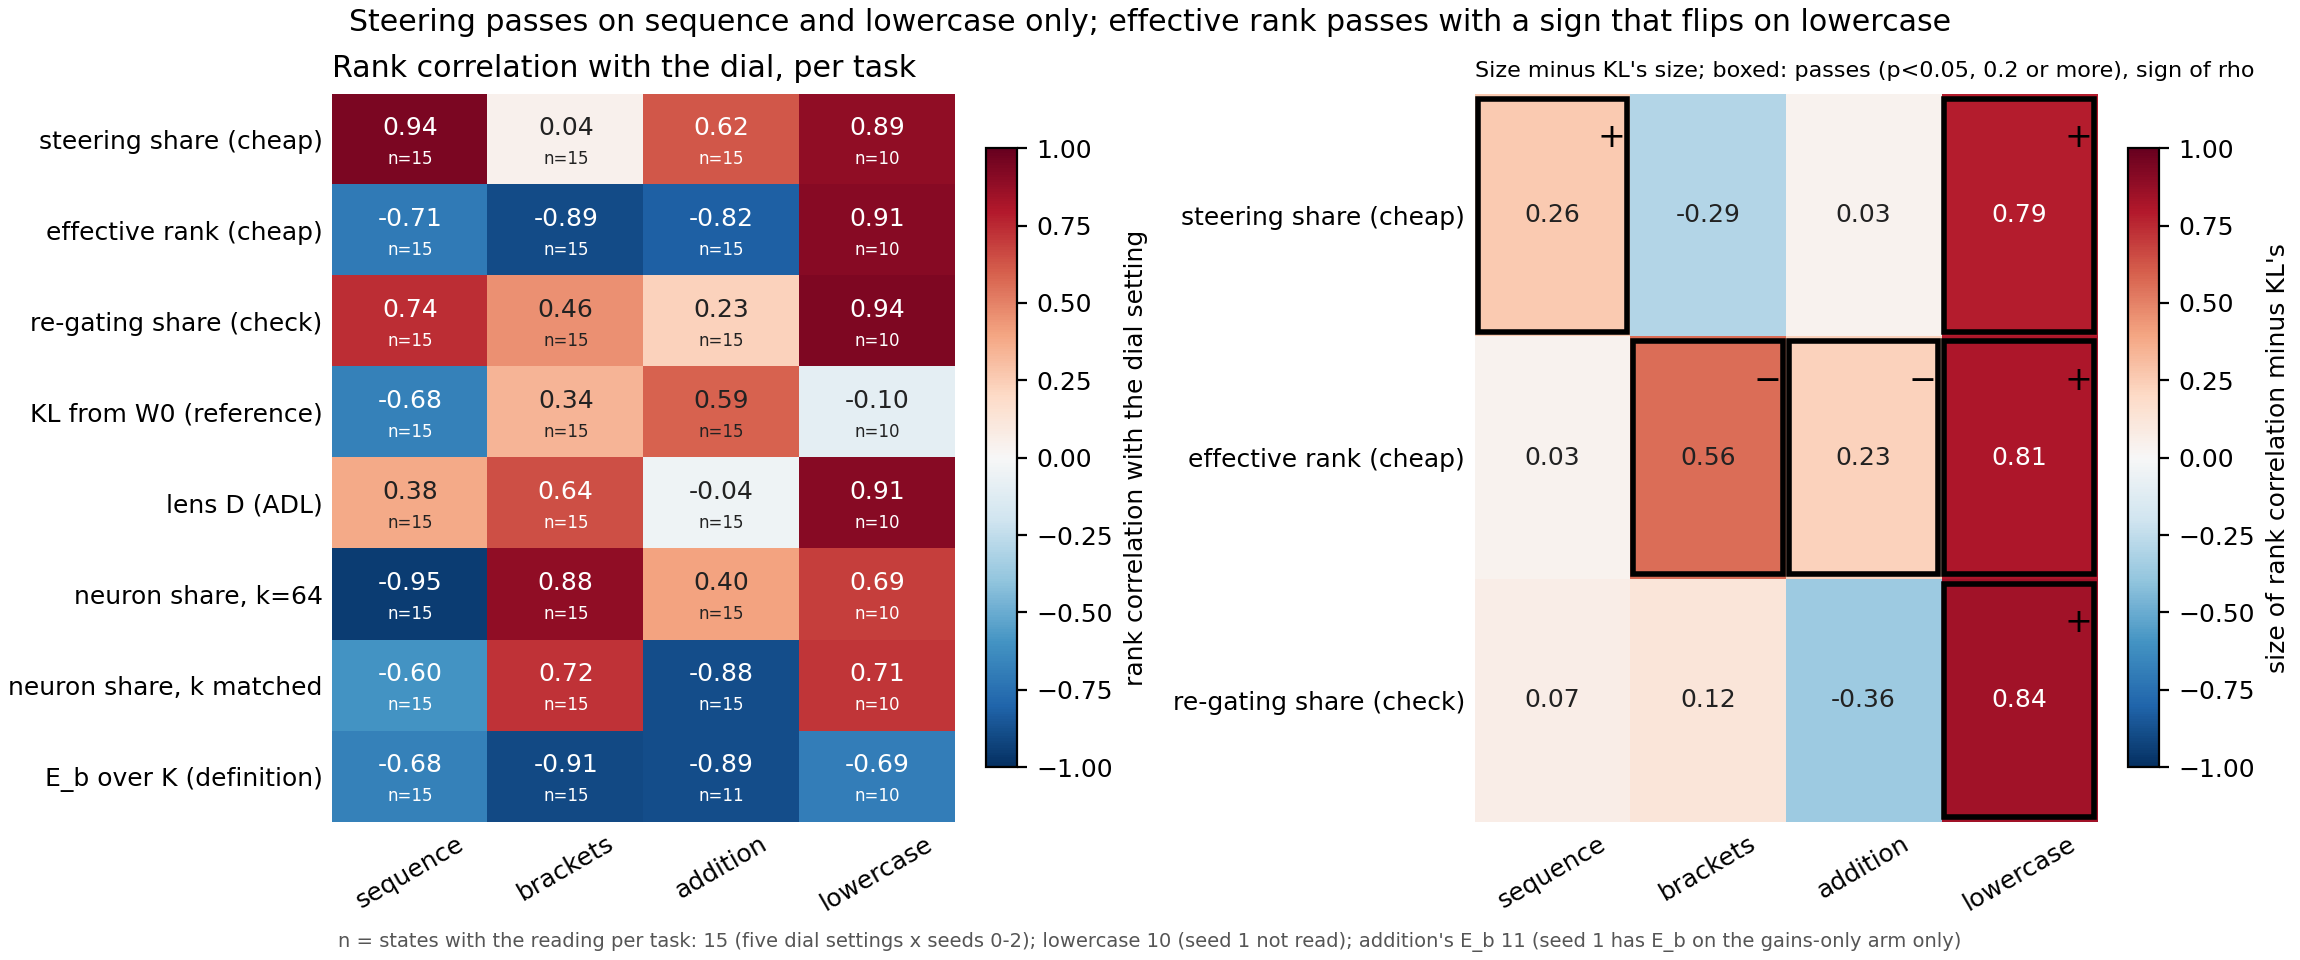 Steering passes on sequence and lowercase only; effective rank passes with a sign that flips on lowercase
Rank correlation with the dial, per task
steering share (cheap)
0.94 0.04 0.62 0.89
n=15 n=15 n=15 n=10
effective rank (cheap)
-0.71 -0.89 -0.82 0.91
n=15 n=15 n=15 n=10
re-gating share (check)
0.74 0.46 0.23 0.94
n=15 n=15 n=15 n=10
KL from W0 (reference)
-0.68 0.34 0.59 -0.10
n=15 n=15 n=15 n=10
lens D (ADL)
0.38 0.64 -0.04 0.91
n=15 n=15 n=15 n=10
neuron share, k=64
-0.95 0.88 0.40 0.69
n=15 n=15 n=15 n=10
neuron share, k matched
-0.60 0.72 -0.88 0.71
n=15 n=15 n=15 n=10
E_b over K (definition)
-0.68 -0.91 -0.89 -0.69
n=15 n=15 n=11 n=10
sequence brackets addition lowercase
1.00
0.75
0.50
0.25
0.00
−0.25
−0.50
−0.75
−1.00
rank correlation with the dial setting
Size minus KL's size; boxed: passes (p<0.05, 0.2 or more), sign of rho
+ +
steering share (cheap) 0.26 -0.29 0.03 0.79
− − +
effective rank (cheap) 0.03 0.56 0.23 0.81
+
re-gating share (check) 0.07 0.12 -0.36 0.84
sequence brackets addition lowercase
1.00
0.75
0.50
0.25
0.00
−0.25
−0.50
−0.75
−1.00
size of rank correlation minus KL's
n = states with the reading per task: 15 (five dial settings x seeds 0-2); lowercase 10 (seed 1 not read); addition's E_b 11 (seed 1 has E_b on the gains-only arm only)